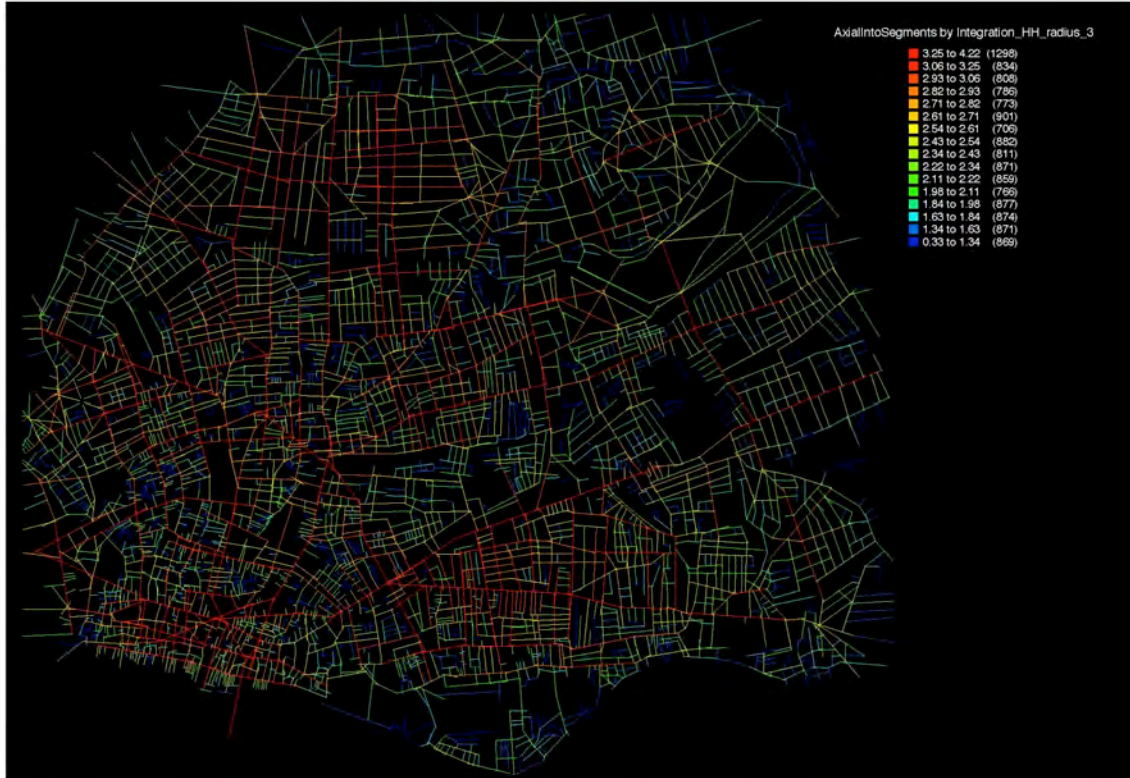 AxialIntoSegments by Integration_HH_radius_3
3.25 to 4.22 (1298)
3.06 to 3.25 (834)
2.93 to 3.06 (808)
2.82 to 2.93 (786)
2.71 to 2.82 (773)
2.61 to 2.71 (901)
2.54 to 2.61 (706)
2.43 to 2.54 (882)
2.34 to 2.43 (811)
2.22 to 2.34 (871)
2.11 to 2.22 (859)
1.98 to 2.11 (766)
1.84 to 1.98 (877)
1.63 to 1.84 (874)
1.34 to 1.63 (871)
0.33 to 1.34 (869)